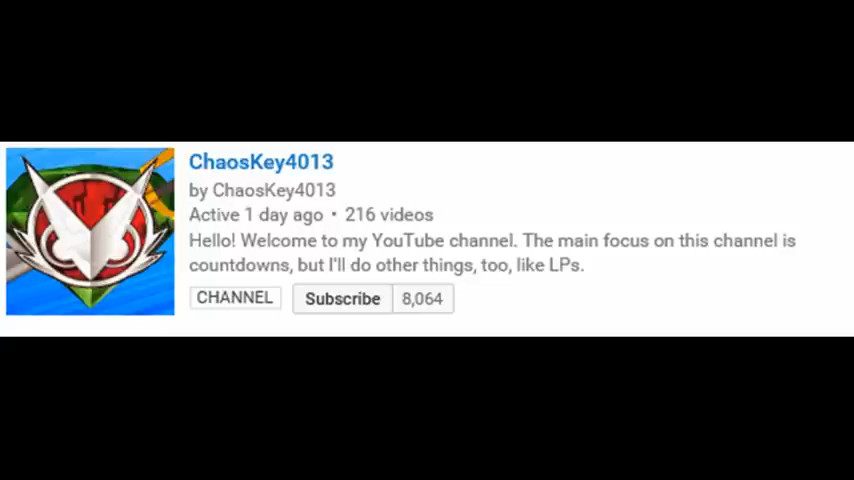 ChaosKey4013
by ChaosKey4013
Active 1 day ago • 216 videos
Hello! Welcome to my YouTube channel. The main focus on this channel is
countdowns, but I'll do other things, too, like LPs.
CHANNEL Subscribe 8,064